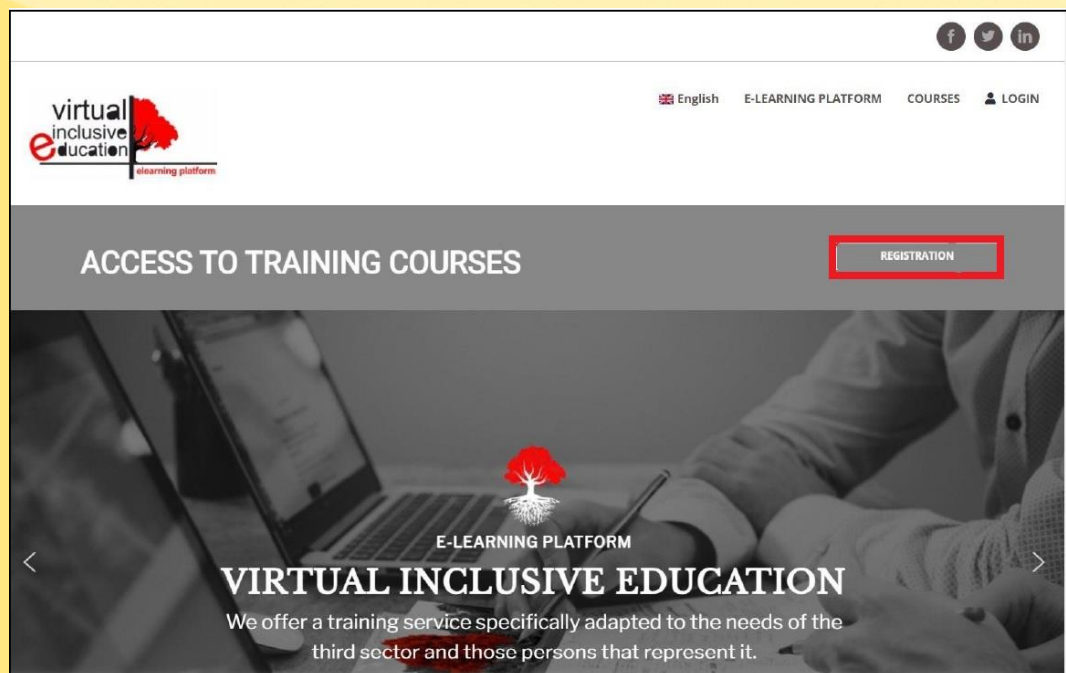 virtual
inclusive
education
elearning platform
English E-LEARNING PLATFORM COURSES LOGIN
ACCESS TO TRAINING COURSES
REGISTRATION
E-LEARNING PLATFORM
VIRTUAL INCLUSIVE EDUCATION
We offer a training service specifically adapted to the needs of the
third sector and those persons that represent it.